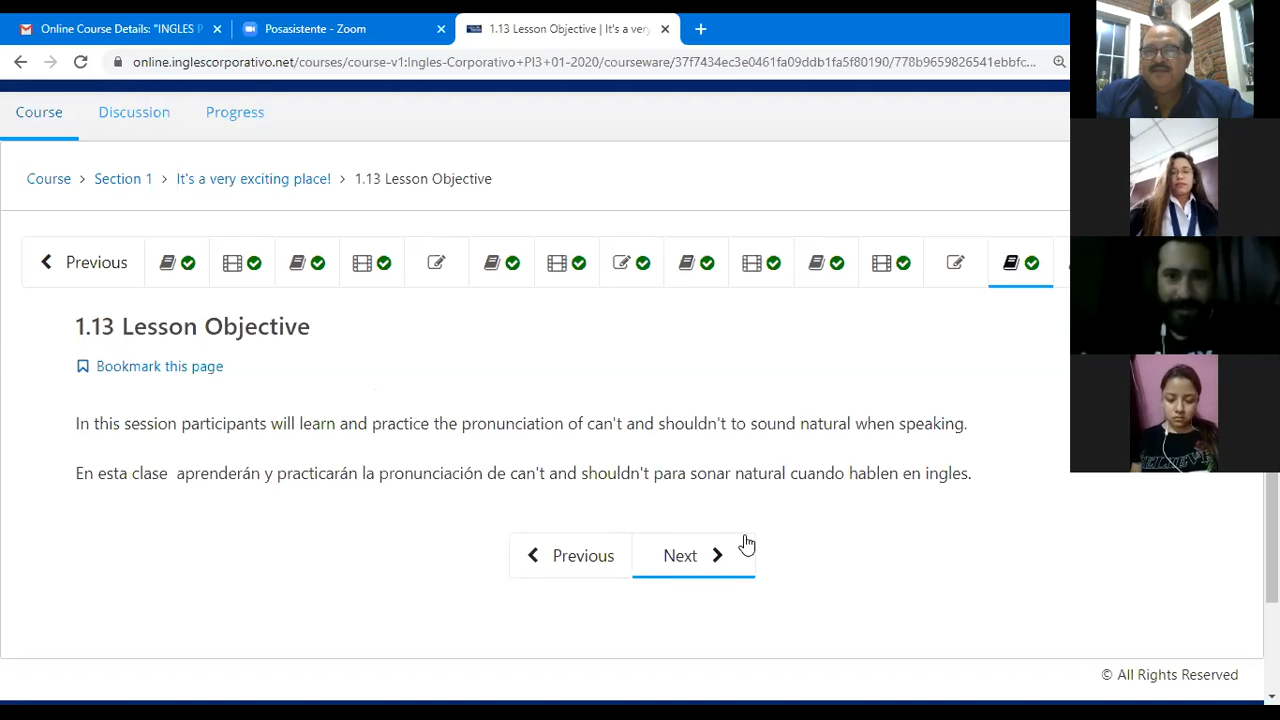 Online Course Details: "INGLES P
Posasistente - Zoom
1.13 Lesson Objective | It's a very
online.inglescorporativo.net/courses/course-v1:Ingles-Corporativo+PI3+01-2020/courseware/37f7434ec3e0461fa09ddb1fa5f80190/778b9659826541ebbfc...
Course Discussion Progress
Course > Section 1 > It's a very exciting place! > 1.13 Lesson Objective
Previous
1.13 Lesson Objective
Bookmark this page
In this session participants will learn and practice the pronunciation of can't and shouldn't to sound natural when speaking.
En esta clase aprenderán y practicarán la pronunciación de can't and shouldn't para sonar natural cuando hablen en ingles.
Previous Next
© All Rights Reserved